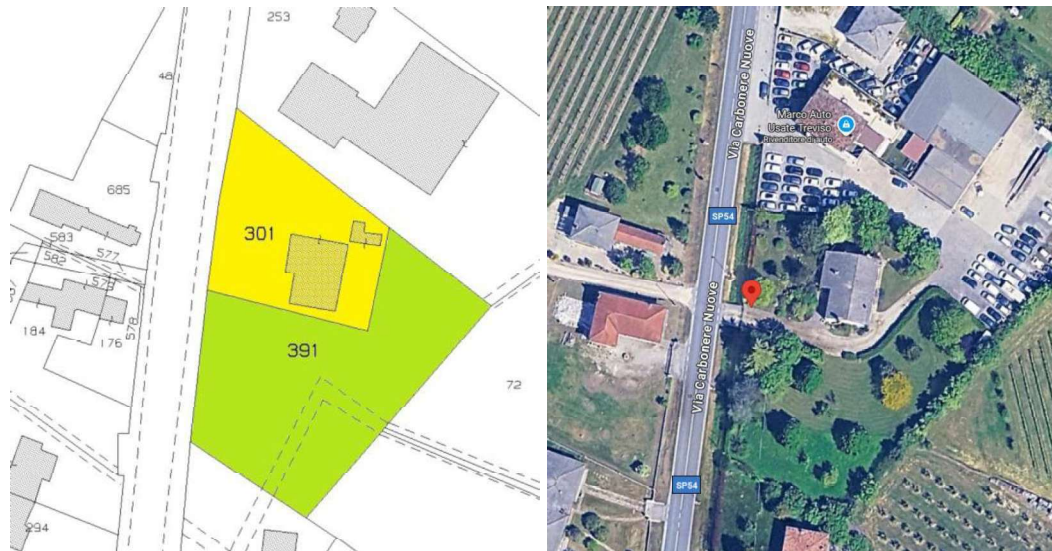 253
48
685
301
583
577
582
579
578
184
176
391
72
294
Via Carbonere Nuove
Marco Auto
Usate Treviso
Rivenditore di auto
SP54
Via Carbonere Nuove
SP54